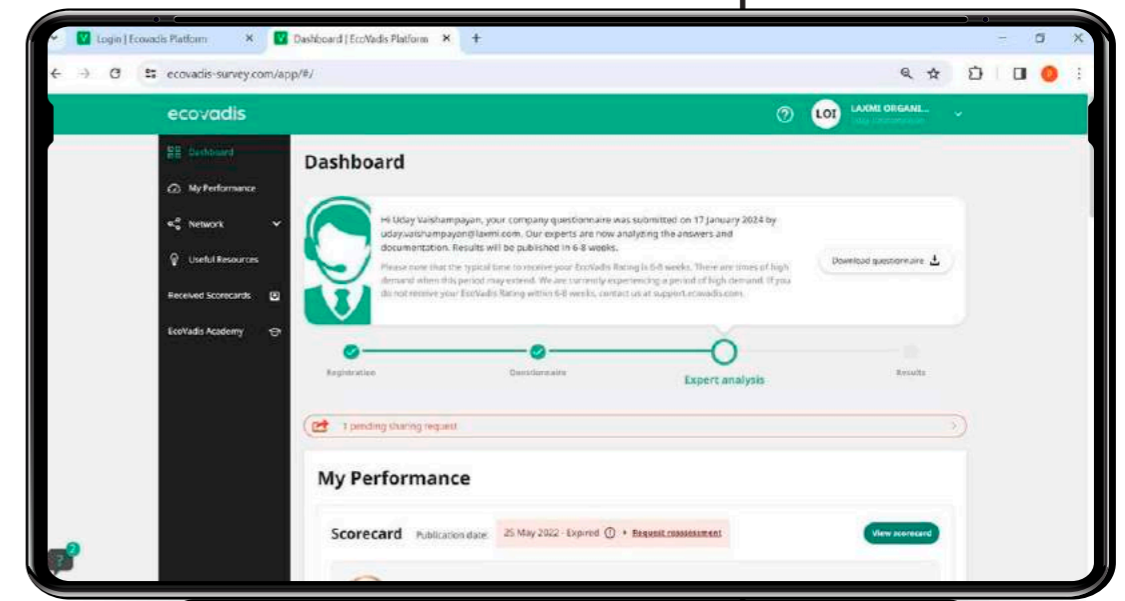 Login | Ecovadis Platform
Dashboard | EcoVadis Platform
ecovadis-survey.com/app/#/
ecovadis
LOI
LAXMI ORGANI...
Dashboard
My Performance
Network
Useful Resources
Received Scorecards
EcoVadis Academy
Dashboard
Hi Uday Vaishampayan, your company questionnaire was submitted on 17 January 2024 by
uday.vaishampayan@laxmi.com. Our experts are now analyzing the answers and
documentation. Results will be published in 6-8 weeks.
Please note that the typical time to receive your EcoVadis Rating is 6-8 weeks. There are times of high
demand when this period may extend. We are currently experiencing a period of high demand. If you
do not receive your EcoVadis Rating within 6-8 weeks, contact us at support.ecovadis.com.
Download questionnaire
Registration
Questionnaire
Expert analysis
Results
1 pending sharing request
My Performance
Scorecard
Publication date:
25 May 2022 - Expired
Request reassessment
View scorecard
?
2